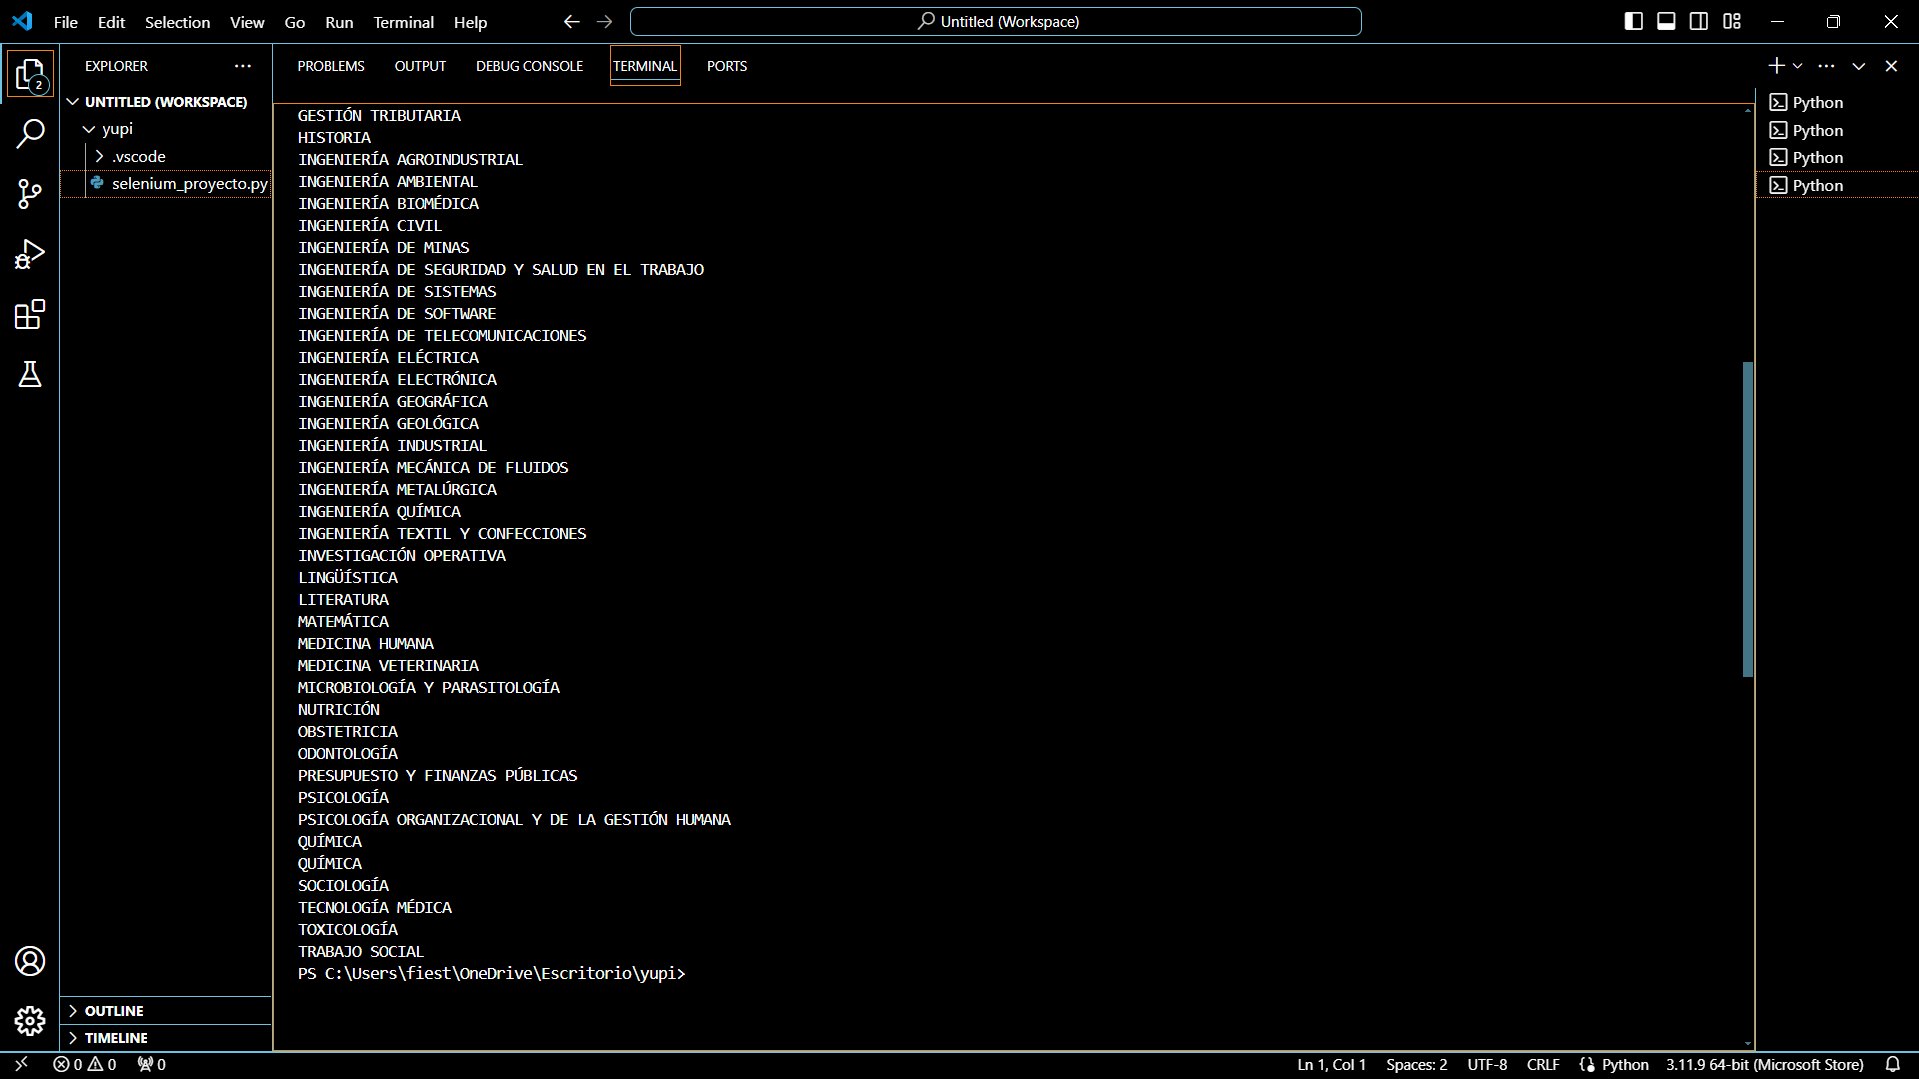 File Edit Selection View Go Run Terminal Help
Untitled (Workspace)
EXPLORER
2
UNTITLED (WORKSPACE)
yupi
.vscode
selenium_proyecto.py
OUTLINE
TIMELINE
PROBLEMS OUTPUT DEBUG CONSOLE TERMINAL PORTS
GESTIÓN TRIBUTARIA
HISTORIA
INGENIERÍA AGROINDUSTRIAL
INGENIERÍA AMBIENTAL
INGENIERÍA BIOMÉDICA
INGENIERÍA CIVIL
INGENIERÍA DE MINAS
INGENIERÍA DE SEGURIDAD Y SALUD EN EL TRABAJO
INGENIERÍA DE SISTEMAS
INGENIERÍA DE SOFTWARE
INGENIERÍA DE TELECOMUNICACIONES
INGENIERÍA ELÉCTRICA
INGENIERÍA ELECTRÓNICA
INGENIERÍA GEOGRÁFICA
INGENIERÍA GEOLÓGICA
INGENIERÍA INDUSTRIAL
INGENIERÍA MECÁNICA DE FLUIDOS
INGENIERÍA METALÚRGICA
INGENIERÍA QUÍMICA
INGENIERÍA TEXTIL Y CONFECCIONES
INVESTIGACIÓN OPERATIVA
LINGÜÍSTICA
LITERATURA
MATEMÁTICA
MEDICINA HUMANA
MEDICINA VETERINARIA
MICROBIOLOGÍA Y PARASITOLOGÍA
NUTRICIÓN
OBSTETRICIA
ODONTOLOGÍA
PRESUPUESTO Y FINANZAS PÚBLICAS
PSICOLOGÍA
PSICOLOGÍA ORGANIZACIONAL Y DE LA GESTIÓN HUMANA
QUÍMICA
QUÍMICA
SOCIOLOGÍA
TECNOLOGÍA MÉDICA
TOXICOLOGÍA
TRABAJO SOCIAL
PS C:\Users\fiest\OneDrive\Escritorio\yupi>
Python
Python
Python
Python
0 0 0
Ln 1, Col 1 Spaces: 2 UTF-8 CRLF Python 3.11.9 64-bit (Microsoft Store)